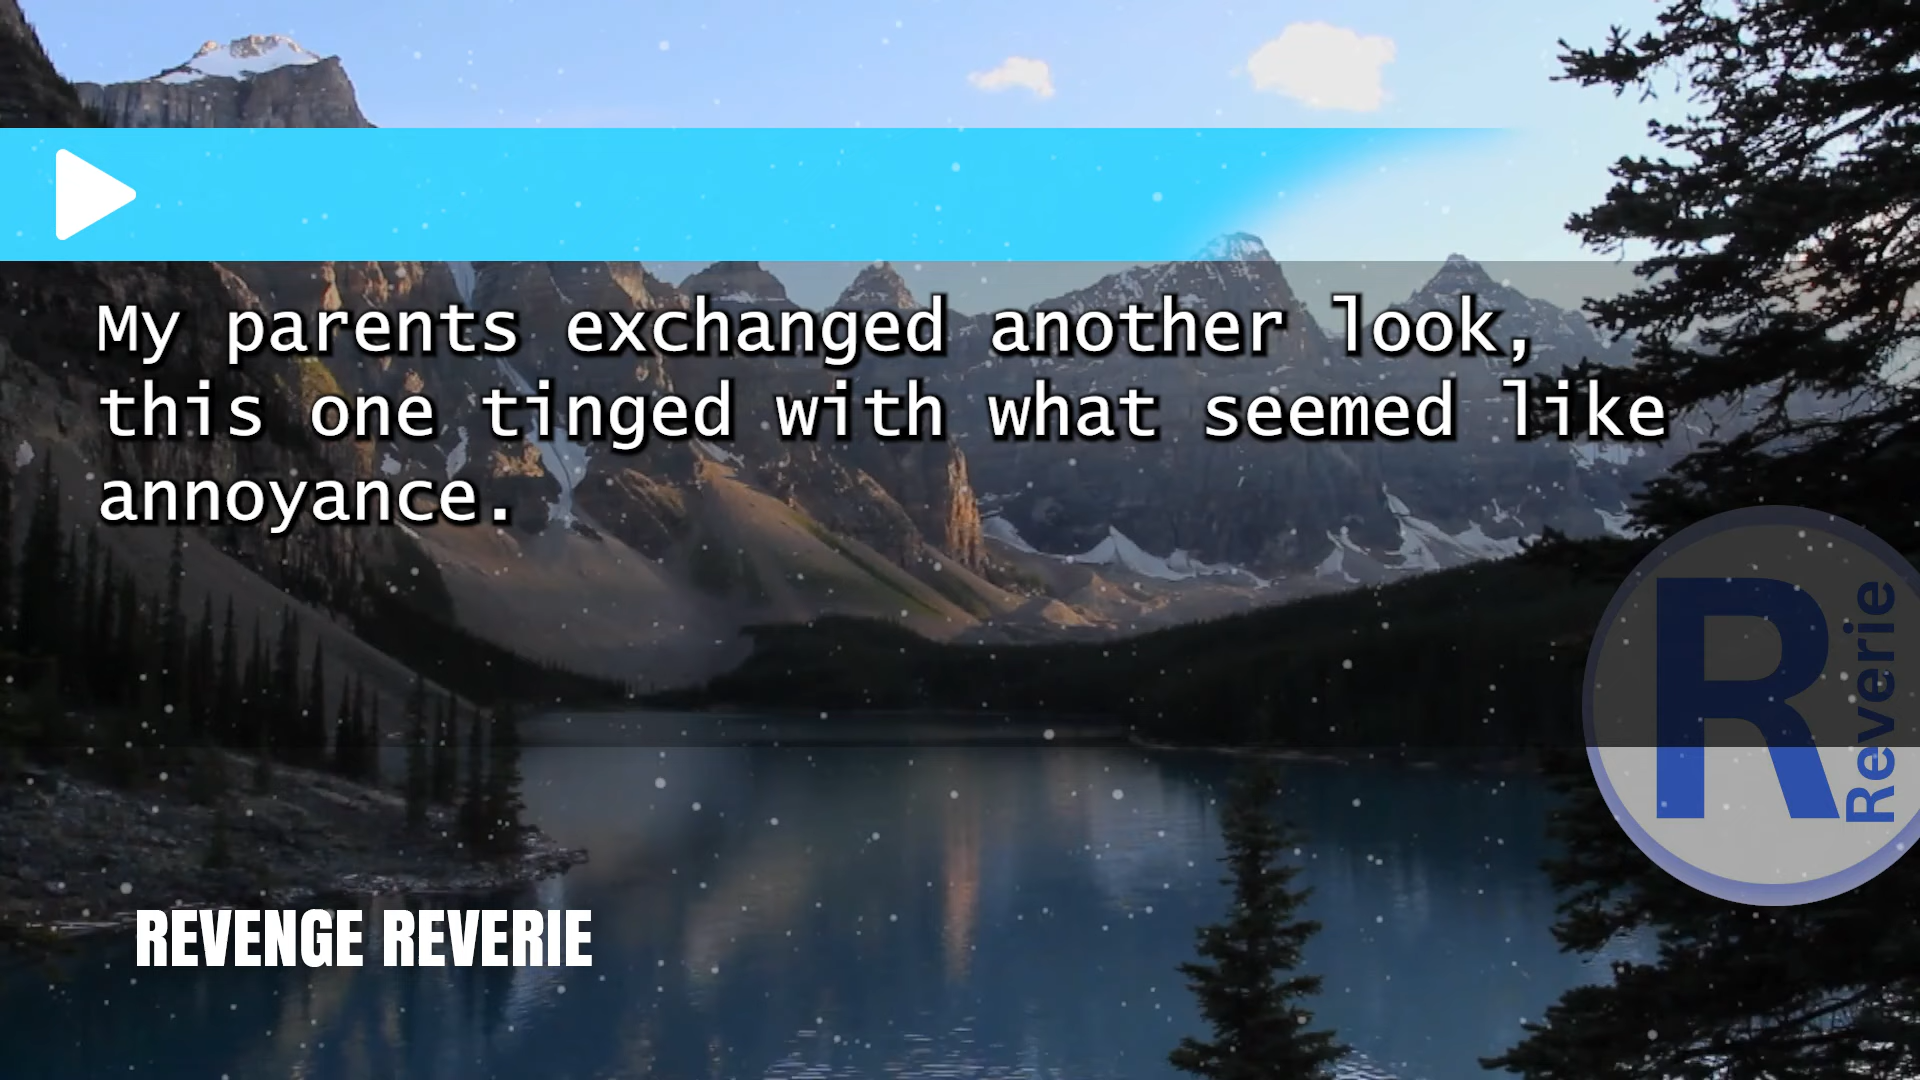 My parents exchanged another look,
this one tinged with what seemed like
annoyance.
R
Reverie
REVENGE REVERIE